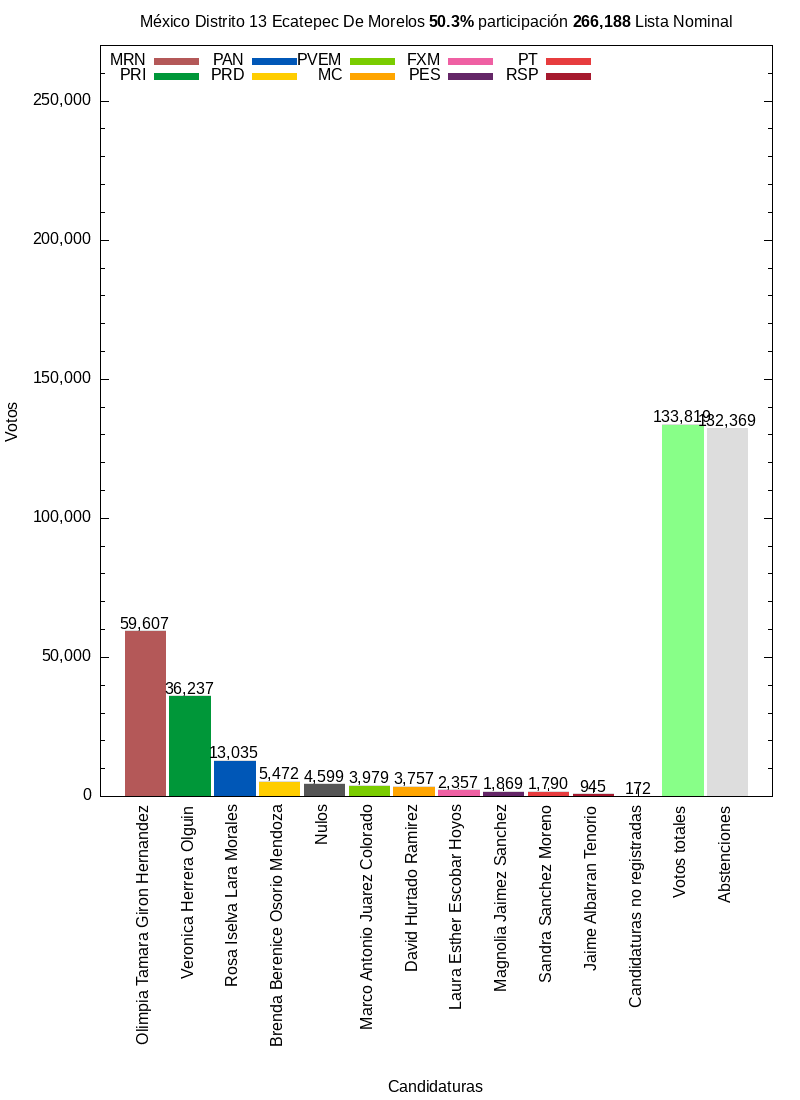 México Distrito 13 Ecatepec De Morelos 50.3% participación 266,188 Lista Nominal
MRN PAN PVEM FXM PT
PRI PRD MC PES RSP
250,000
200,000
150,000
100,000
50,000
0
Votos
59,607
36,237
13,035
5,472
4,599
3,979
3,757
2,357
1,869
1,790
945
172
133,819
132,369
Olimpia Tamara Giron Hernandez
Veronica Herrera Olguin
Rosa Iselva Lara Morales
Brenda Berenice Osorio Mendoza
Nulos
Marco Antonio Juarez Colorado
David Hurtado Ramirez
Laura Esther Escobar Hoyos
Magnolia Jaimez Sanchez
Sandra Sanchez Moreno
Jaime Albarran Tenorio
Candidaturas no registradas
Votos totales
Abstenciones
Candidaturas